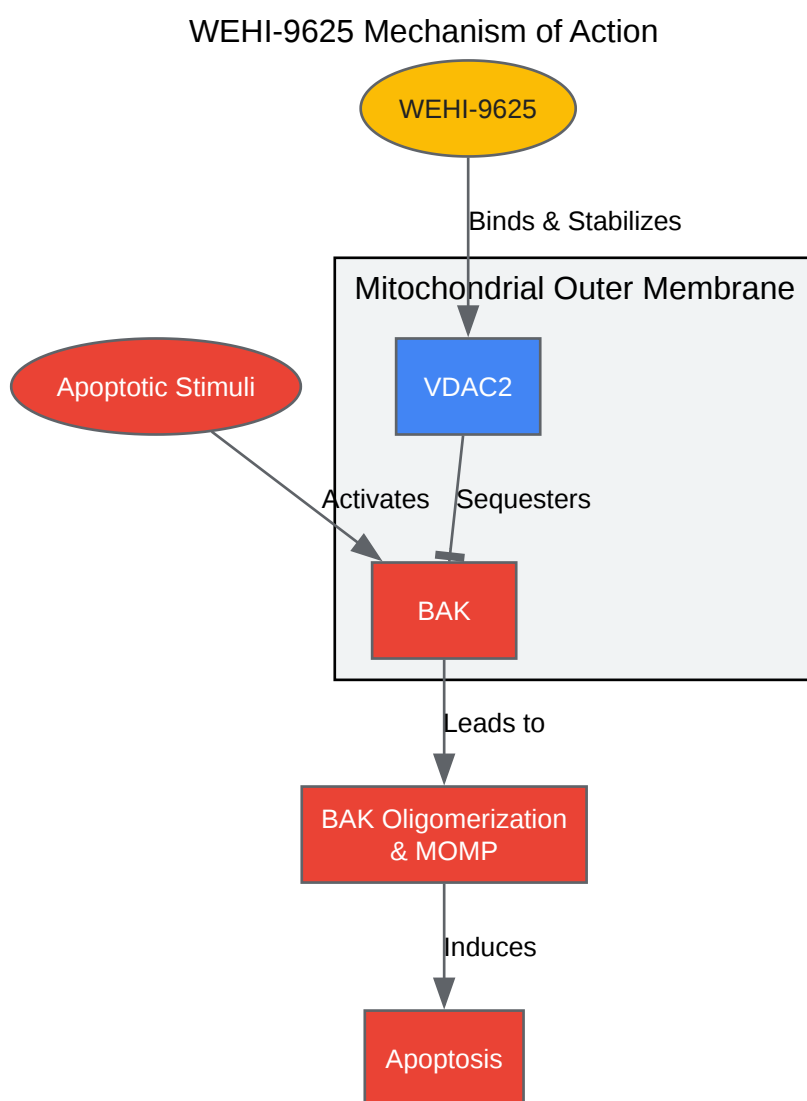 WEHI-9625 Mechanism of Action
WEHI-9625
Binds & Stabilizes
Mitochondrial Outer Membrane
Apoptotic Stimuli
VDAC2
Activates
Sequesters
BAK
Leads to
BAK Oligomerization
& MOMP
Induces
Apoptosis